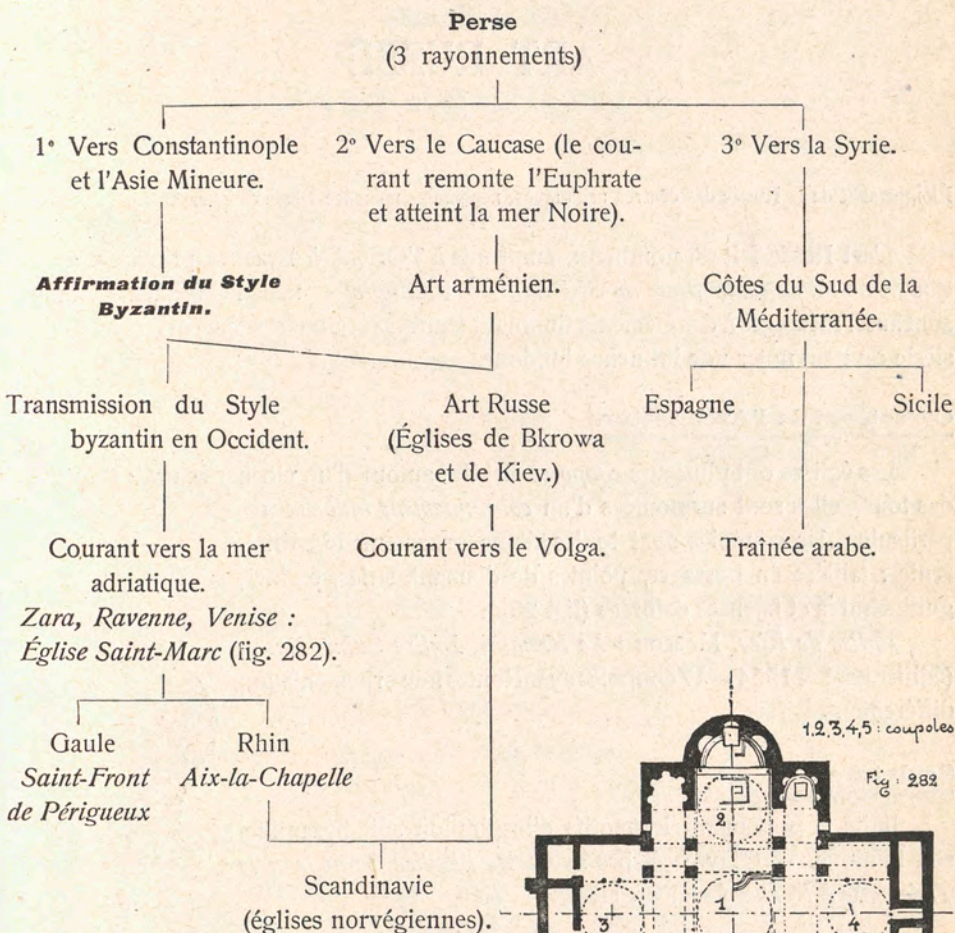 Perse
(3 rayonnements)
1° Vers Constantinople
et l'Asie Mineure.
2° Vers le Caucase (le cou-
rant remonte l'Euphrate
et atteint la mer Noire).
3° Vers la Syrie.
Affirmation du Style
Byzantin.
Art arménien.
Côtes du Sud de la
Méditerranée.
Transmission du Style
byzantin en Occident.
Art Russe
(Églises de Bkrowa
et de Kiev.)
Espagne
Sicile
Courant vers la mer
adriatique.
Zara, Ravenne, Venise :
Église Saint-Marc (fig. 282).
Courant vers le Volga.
Traînée arabe.
Gaule
Saint-Front
de Périgueux
Rhin
Aix-la-Chapelle
Scandinavie
(églises norvégiennes).
1.2.3.4.5 : coupoles
Fig : 282
2
3
1
4